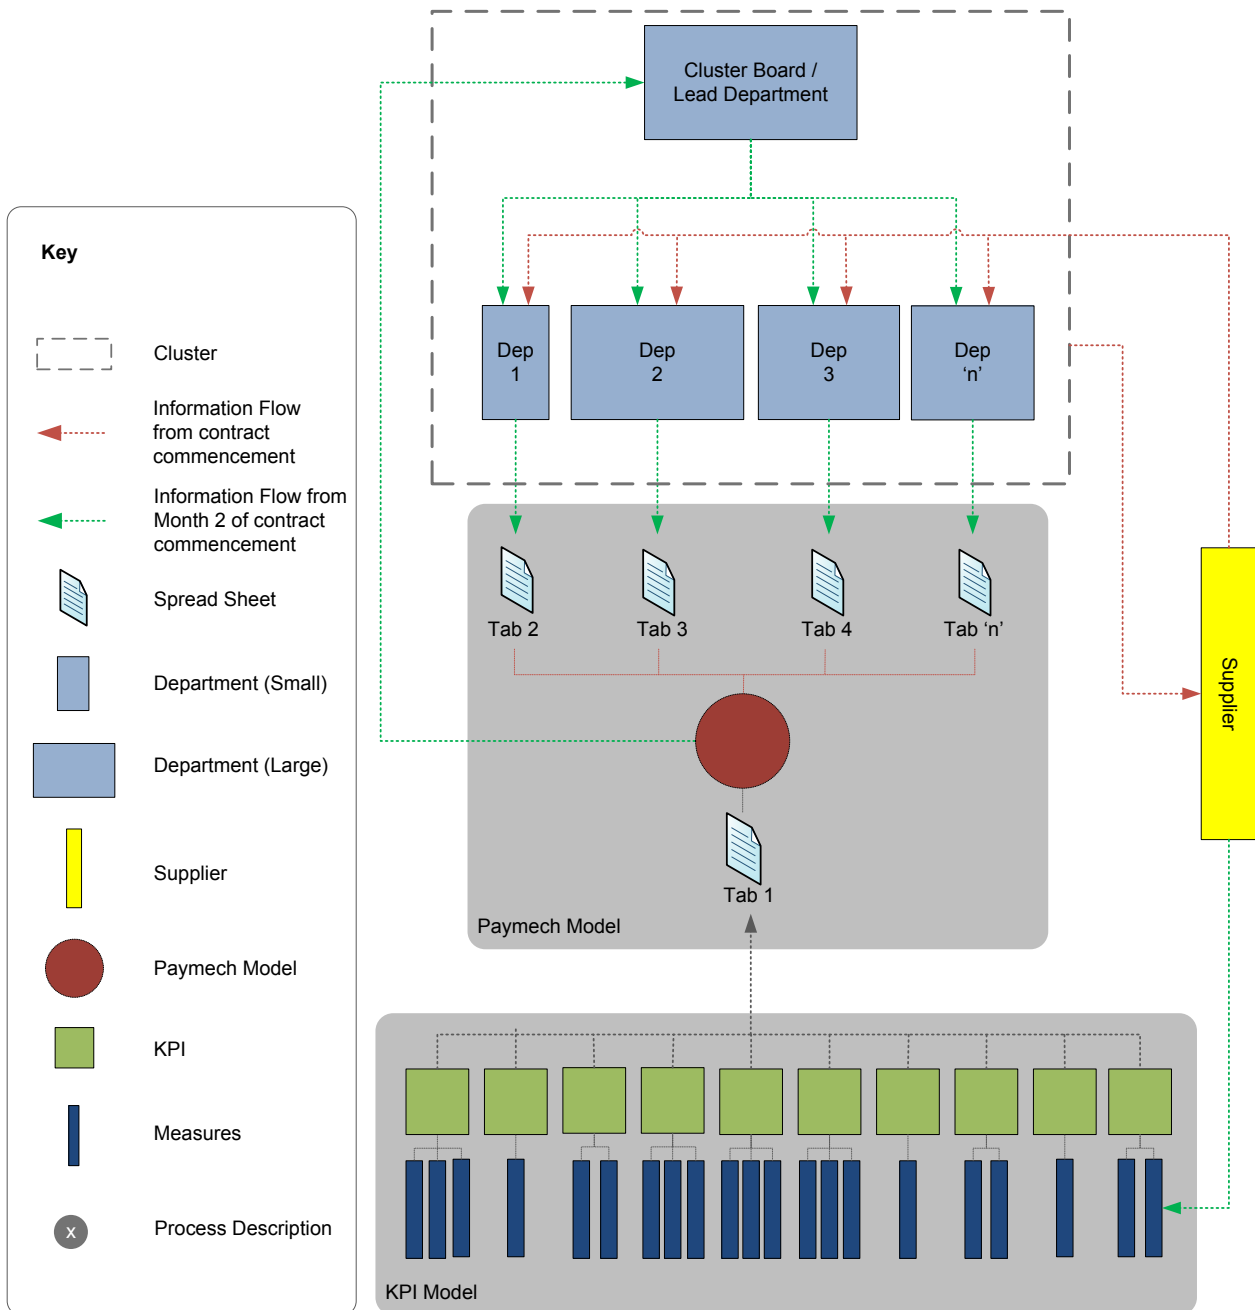 Cluster Board /
Lead Department
Key
Cluster
Information Flow
from contract
commencement
Information Flow from
Month 2 of contract
commencement
Spread Sheet
Department (Small)
Department (Large)
Supplier
Paymech Model
KPI
Measures
x
Process Description
Dep
1
Dep
2
Dep
3
Dep
‘n’
Tab 2
Tab 3
Tab 4
Tab ‘n’
Supplier
Tab 1
Paymech Model
KPI Model